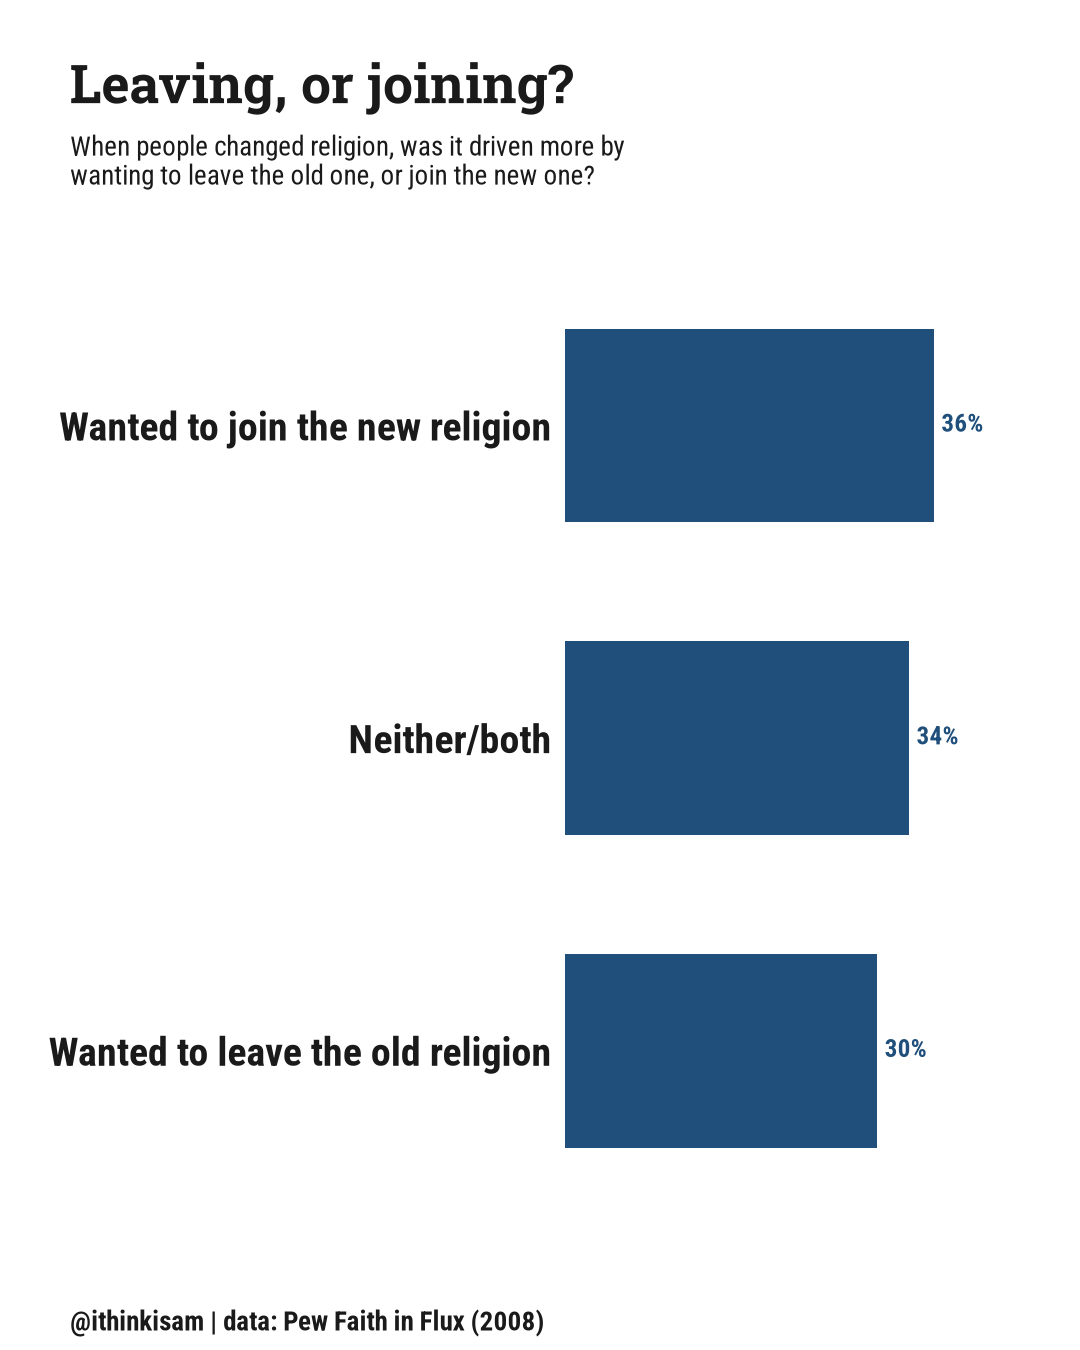 Leaving, or joining?
When people changed religion, was it driven more by
wanting to leave the old one, or join the new one?
Wanted to join the new religion
36%
Neither/both
34%
Wanted to leave the old religion
30%
@ithinkisam | data: Pew Faith in Flux (2008)